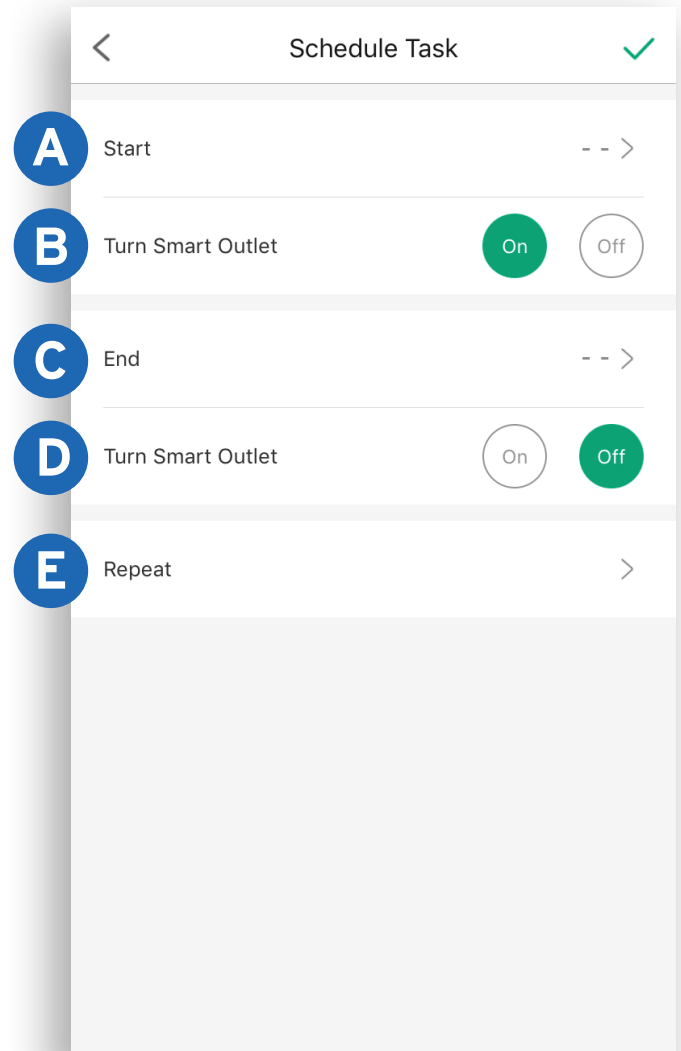 Schedule Task
A Start - -
B Turn Smart Outlet On Off
C End - -
D Turn Smart Outlet On Off
E Repeat